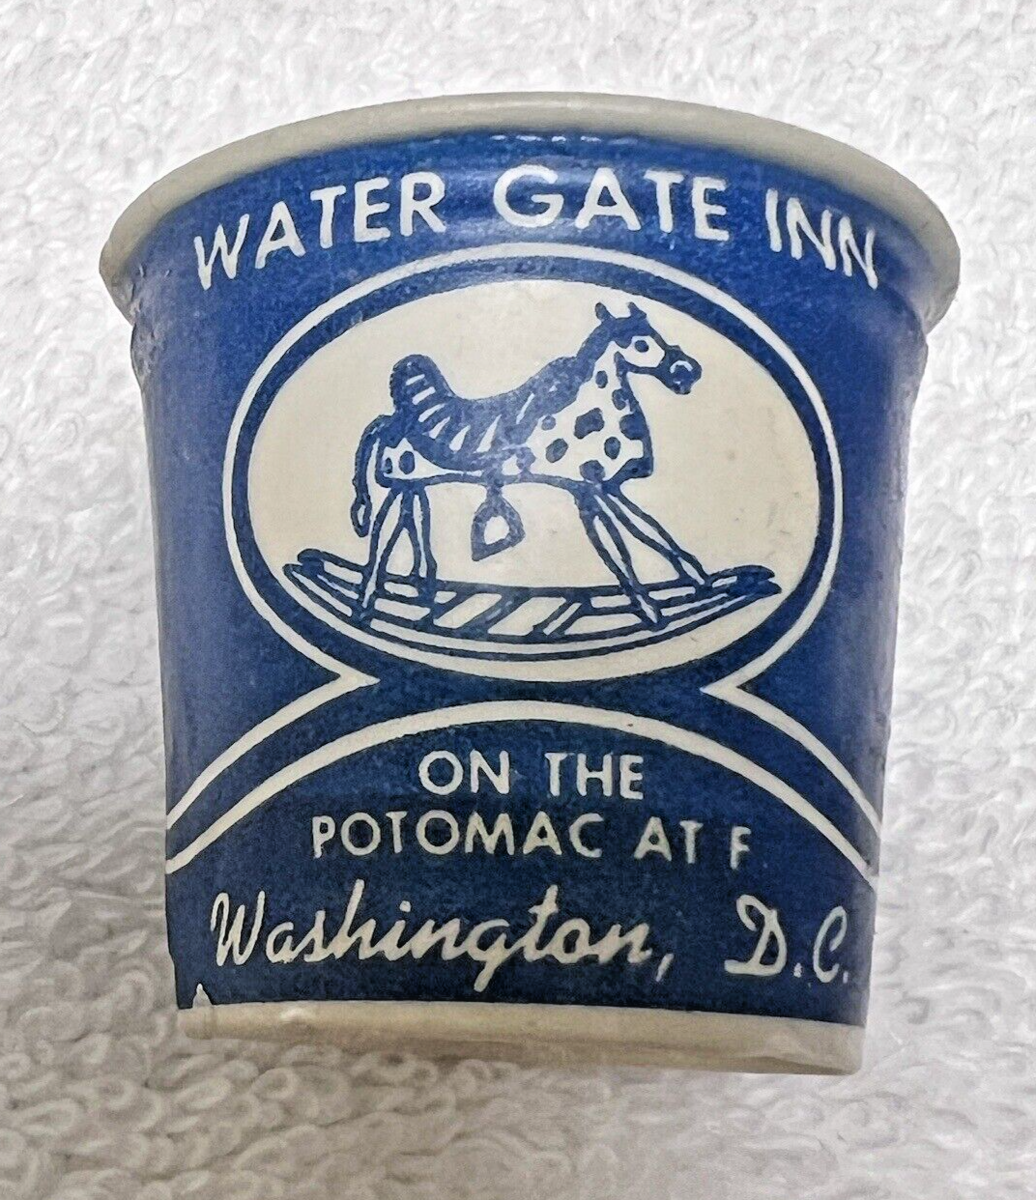 WATER GATE INN
ON THE
POTOMAC AT F
Washington, D.C.